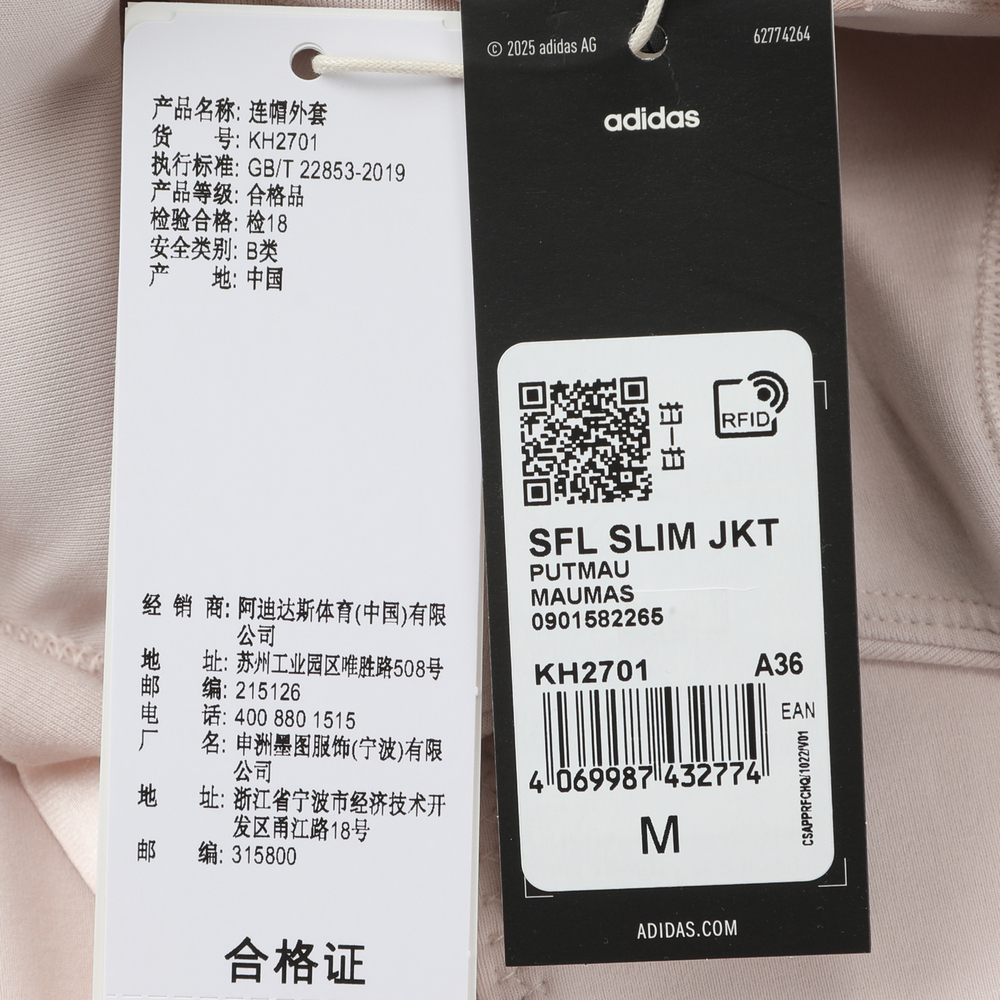 产品名称: 连帽外套
货 号: KH2701
执行标准: GB/T 22853-2019
产品等级: 合格品
检验合格: 检18
安全类别: B类
产 地: 中国
经 销 商: 阿迪达斯体育(中国)有限
公司
地 址: 苏州工业园区唯胜路508号
邮 编: 215126
电 话: 400 880 1515
厂 名: 申洲墨图服饰(宁波)有限
公司
地 址: 浙江省宁波市经济技术开
发区甬江路18号
邮 编: 315800
合格证
© 2025 adidas AG
62774264
adidas
扫一扫
RFID
SFL SLIM JKT
PUTMAU
MAUMAS
0901582265
KH2701 A36
EAN
4 069987 432774
CSAPPRFCHQ/1022/V01
M
ADIDAS.COM